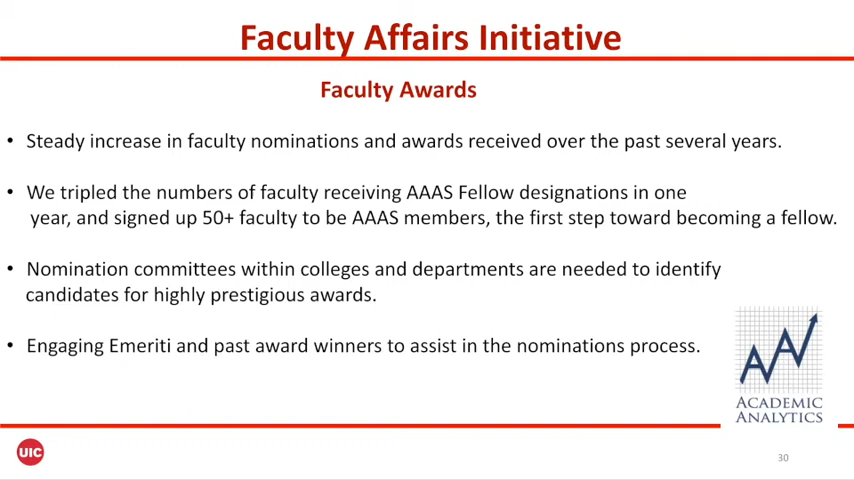 Faculty Affairs Initiative
Faculty Awards
• Steady increase in faculty nominations and awards received over the past several years.
• We tripled the numbers of faculty receiving AAAS Fellow designations in one
year, and signed up 50+ faculty to be AAAS members, the first step toward becoming a fellow.
• Nomination committees within colleges and departments are needed to identify
candidates for highly prestigious awards.
• Engaging Emeriti and past award winners to assist in the nominations process.
ACADEMIC
ANALYTICS
UIC
30